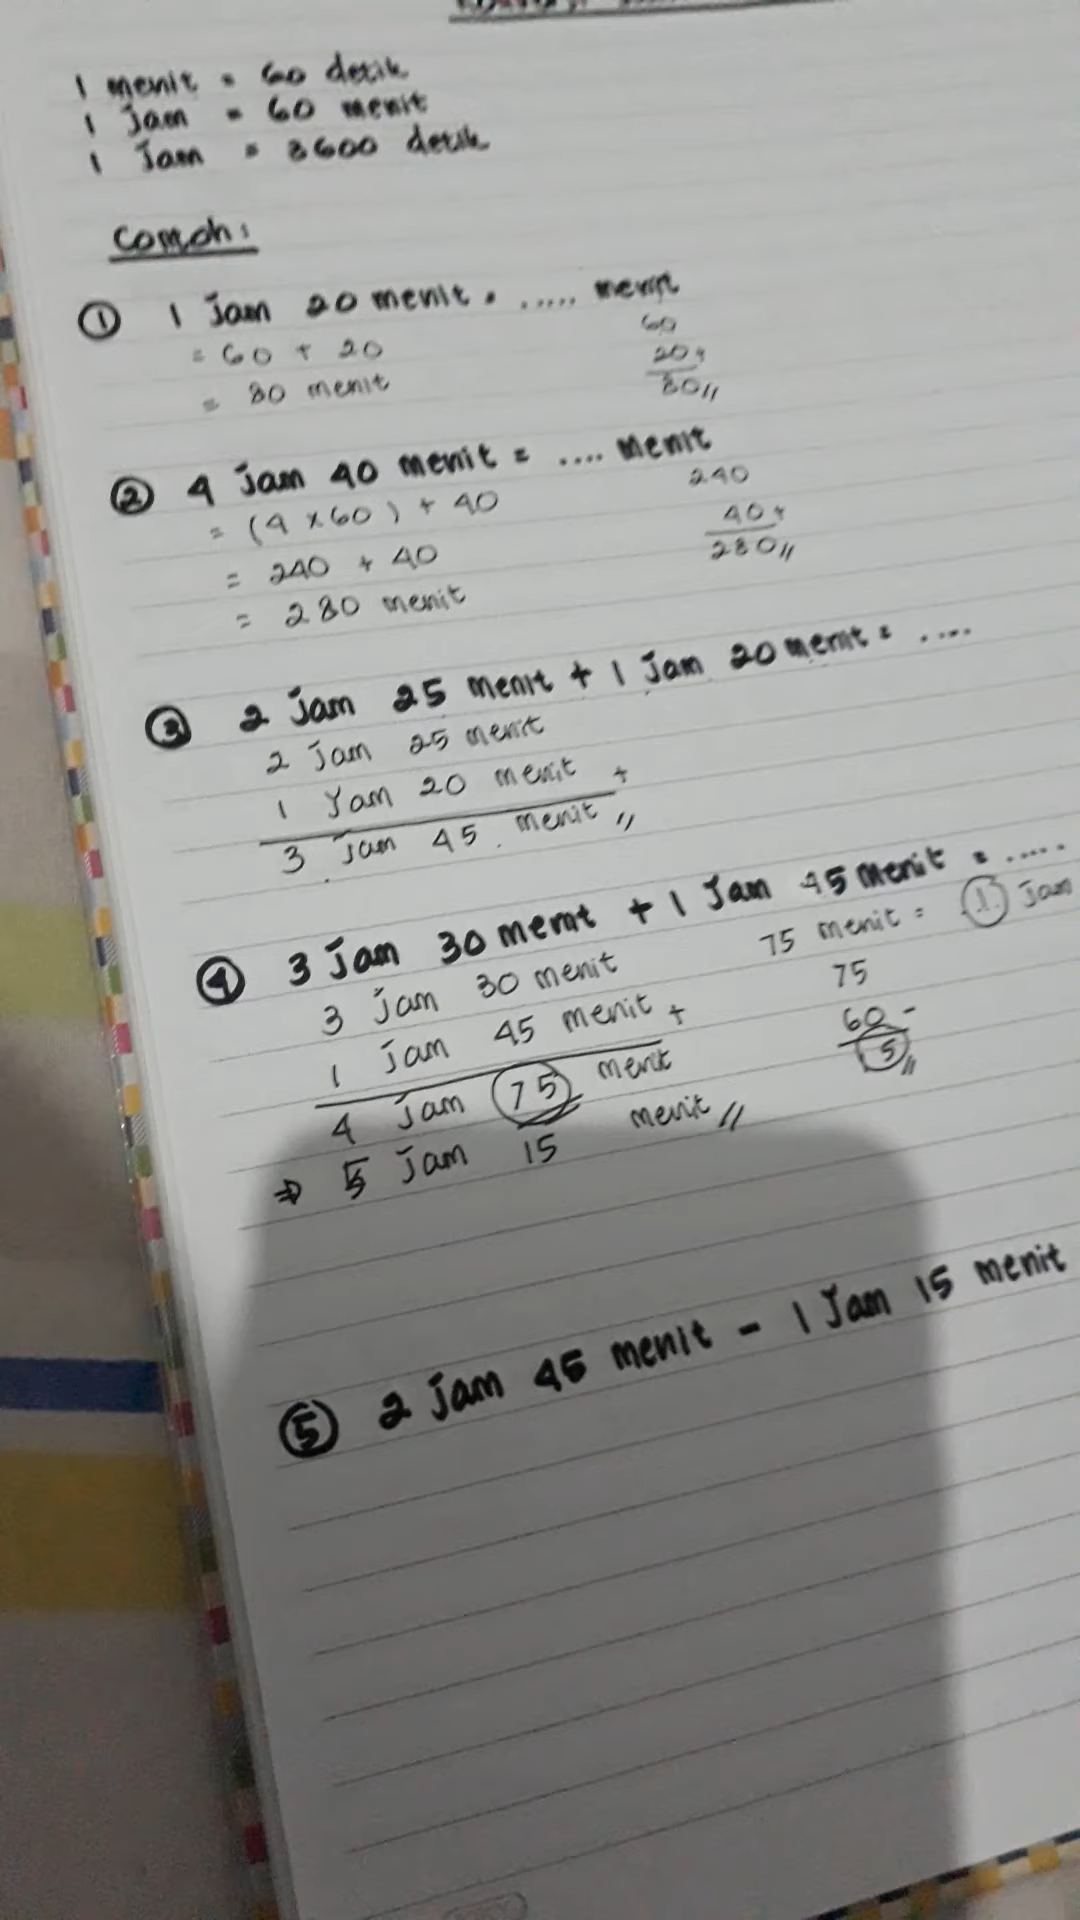 1 menit = 60 detik
1 jam = 60 menit
1 Jam = 3600 detik
Contoh:
① 1 Jam 20 menit = ..... menit
= 60 + 20
= 80 menit
60
20 +
80 //
② 4 Jam 40 menit = .... menit
= (4 x 60) + 40
= 240 + 40
= 280 menit
240
40 +
280 //
③ 2 Jam 25 menit + 1 Jam 20 menit = ....
2 Jam 25 menit
1 Jam 20 menit +
3 Jam 45 menit //
④ 3 Jam 30 menit + 1 Jam 45 menit = .....
3 Jam 30 menit
1 Jam 45 menit +
4 Jam 75 menit
⇒ 5 Jam 15 menit //
75 menit = 1 Jam
75
60 -
15 //
⑤ 2 Jam 45 menit - 1 Jam 15 menit